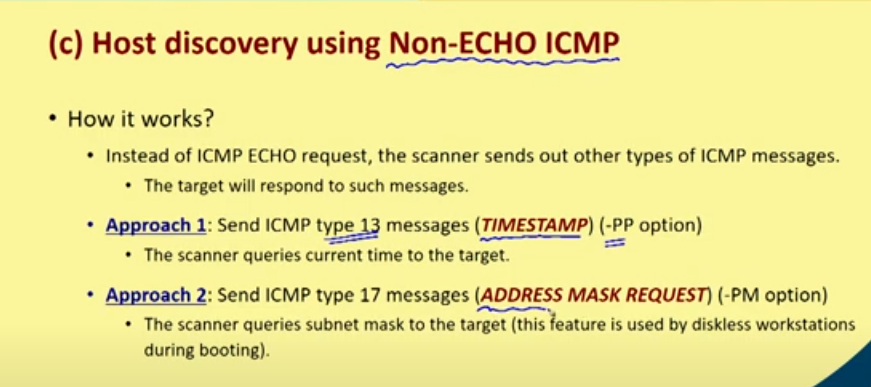 (c) Host discovery using Non-ECHO ICMP
• How it works?
• Instead of ICMP ECHO request, the scanner sends out other types of ICMP messages.
• The target will respond to such messages.
• Approach 1: Send ICMP type 13 messages (TIMESTAMP) (-PP option)
• The scanner queries current time to the target.
• Approach 2: Send ICMP type 17 messages (ADDRESS MASK REQUEST) (-PM option)
• The scanner queries subnet mask to the target (this feature is used by diskless workstations
during booting).